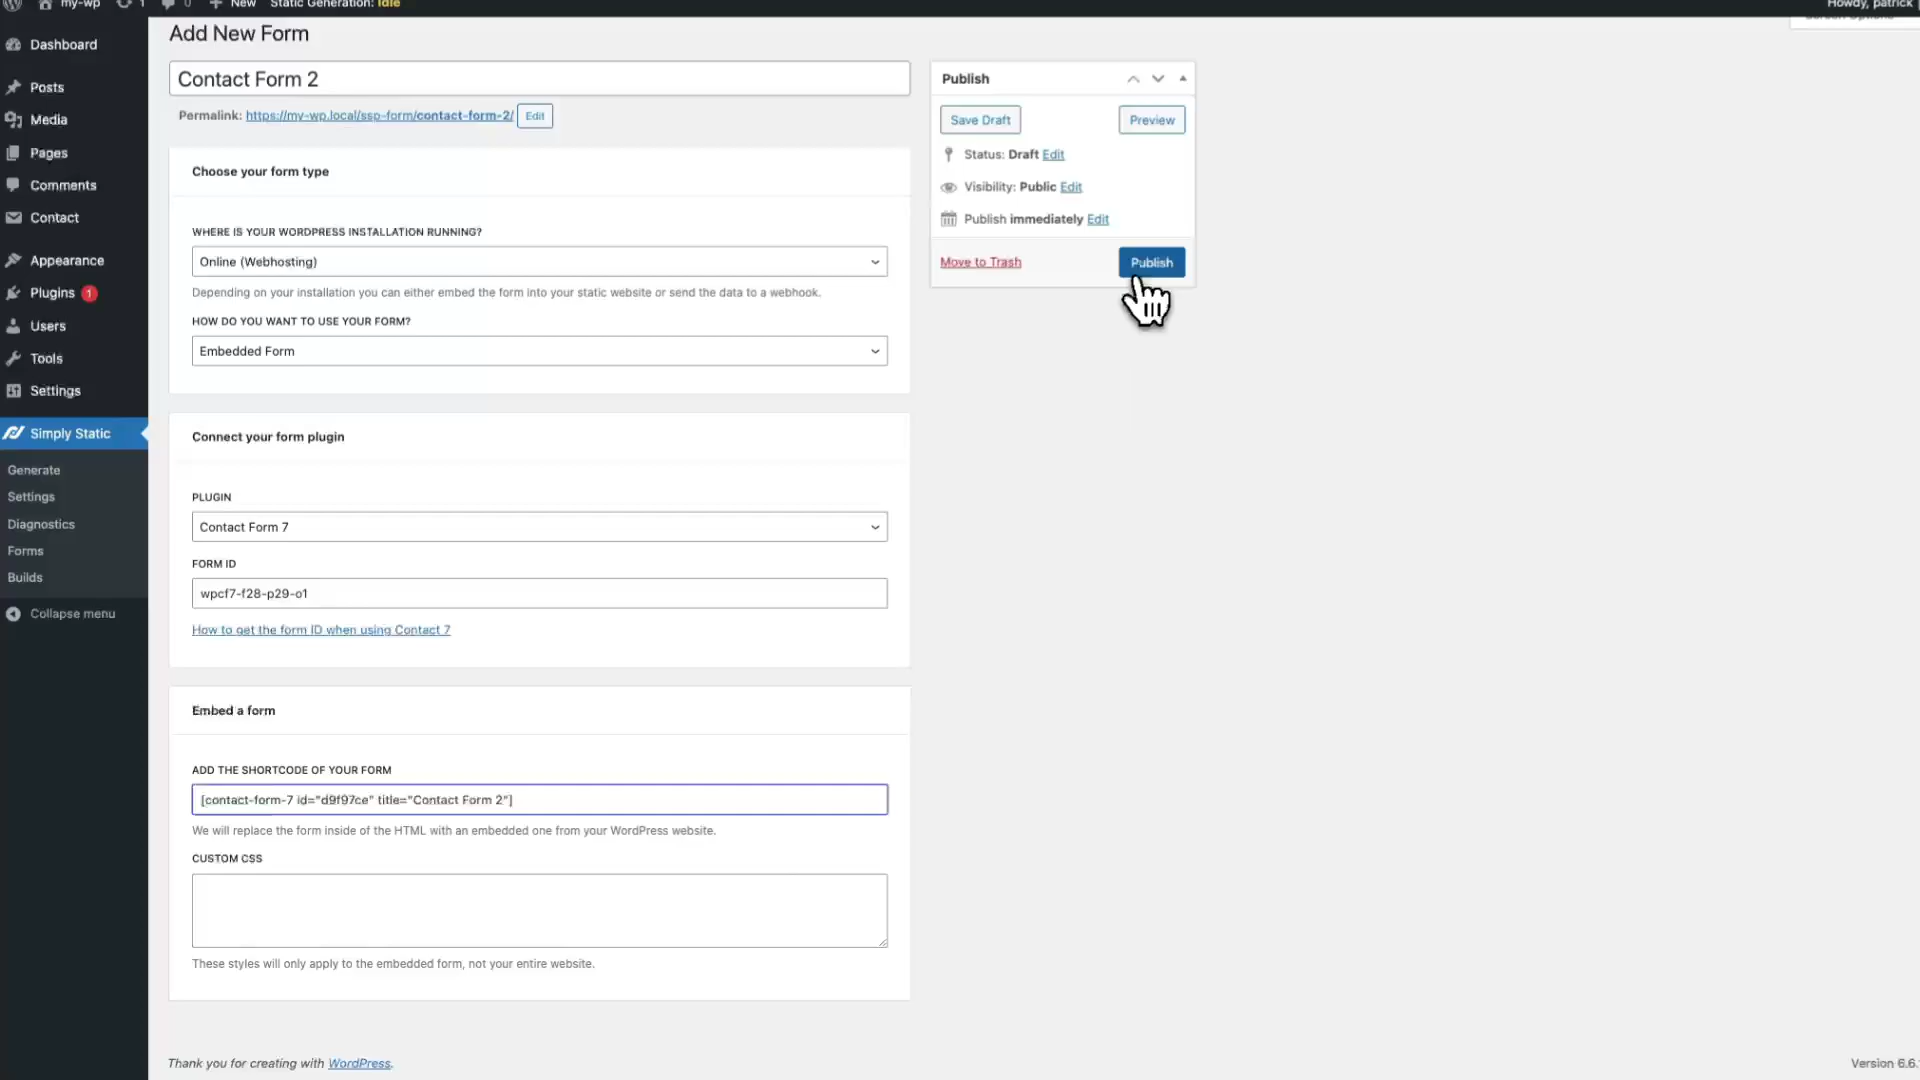 my-wp 1 0 New Static Generation: Idle
Howdy, patrick
Screen Options
Dashboard
Posts
Media
Pages
Comments
Contact
Appearance
Plugins 1
Users
Tools
Settings
Simply Static
Generate
Settings
Diagnostics
Forms
Builds
Collapse menu
Add New Form
Contact Form 2
Permalink: https://my-wp.local/ssp-form/contact-form-2/ Edit
Choose your form type
WHERE IS YOUR WORDPRESS INSTALLATION RUNNING?
Online (Webhosting)
Depending on your installation you can either embed the form into your static website or send the data to a webhook.
HOW DO YOU WANT TO USE YOUR FORM?
Embedded Form
Connect your form plugin
PLUGIN
Contact Form 7
FORM ID
wpcf7-f28-p29-o1
How to get the form ID when using Contact 7
Embed a form
ADD THE SHORTCODE OF YOUR FORM
[contact-form-7 id="d9f97ce" title="Contact Form 2"]
We will replace the form inside of the HTML with an embedded one from your WordPress website.
CUSTOM CSS
These styles will only apply to the embedded form, not your entire website.
Publish
Save Draft Preview
Status: Draft Edit
Visibility: Public Edit
Publish immediately Edit
Move to Trash Publish
Thank you for creating with WordPress.
Version 6.6.